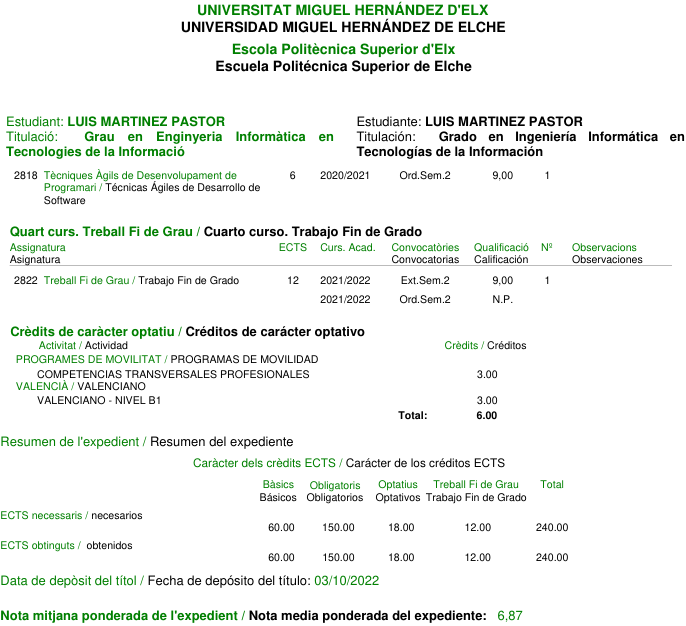 UNIVERSITAT MIGUEL HERNÁNDEZ D'ELX
UNIVERSIDAD MIGUEL HERNÁNDEZ DE ELCHE
Escola Politècnica Superior d'Elx
Escuela Politécnica Superior de Elche
Estudiant: LUIS MARTINEZ PASTOR
Titulació: Grau en Enginyeria Informàtica en
Tecnologies de la Informació
Estudiante: LUIS MARTINEZ PASTOR
Titulación: Grado en Ingeniería Informática en
Tecnologías de la Información
2818 Tècniques Àgils de Desenvolupament de 6 2020/2021 Ord.Sem.2 9,00 1
Programari / Técnicas Ágiles de Desarrollo de
Software
Quart curs. Treball Fi de Grau / Cuarto curso. Trabajo Fin de Grado
Assignatura ECTS Curs. Acad. Convocatòries Qualificació Nº Observacions
Asignatura Convocatorias Calificación Observaciones
2822 Treball Fi de Grau / Trabajo Fin de Grado 12 2021/2022 Ext.Sem.2 9,00 1
2021/2022 Ord.Sem.2 N.P.
Crèdits de caràcter optatiu / Créditos de carácter optativo
Activitat / Actividad Crèdits / Créditos
PROGRAMES DE MOVILITAT / PROGRAMAS DE MOVILIDAD
COMPETENCIAS TRANSVERSALES PROFESIONALES 3.00
VALENCIÀ / VALENCIANO
VALENCIANO - NIVEL B1 3.00
Total: 6.00
Resumen de l'expedient / Resumen del expediente
Caràcter dels crèdits ECTS / Carácter de los créditos ECTS
Bàsics Obligatoris Optatius Treball Fi de Grau Total
Básicos Obligatorios Optativos Trabajo Fin de Grado
ECTS necessaris / necesarios
60.00 150.00 18.00 12.00 240.00
ECTS obtinguts / obtenidos
60.00 150.00 18.00 12.00 240.00
Data de depòsit del títol / Fecha de depósito del título: 03/10/2022
Nota mitjana ponderada de l'expedient / Nota media ponderada del expediente: 6,87